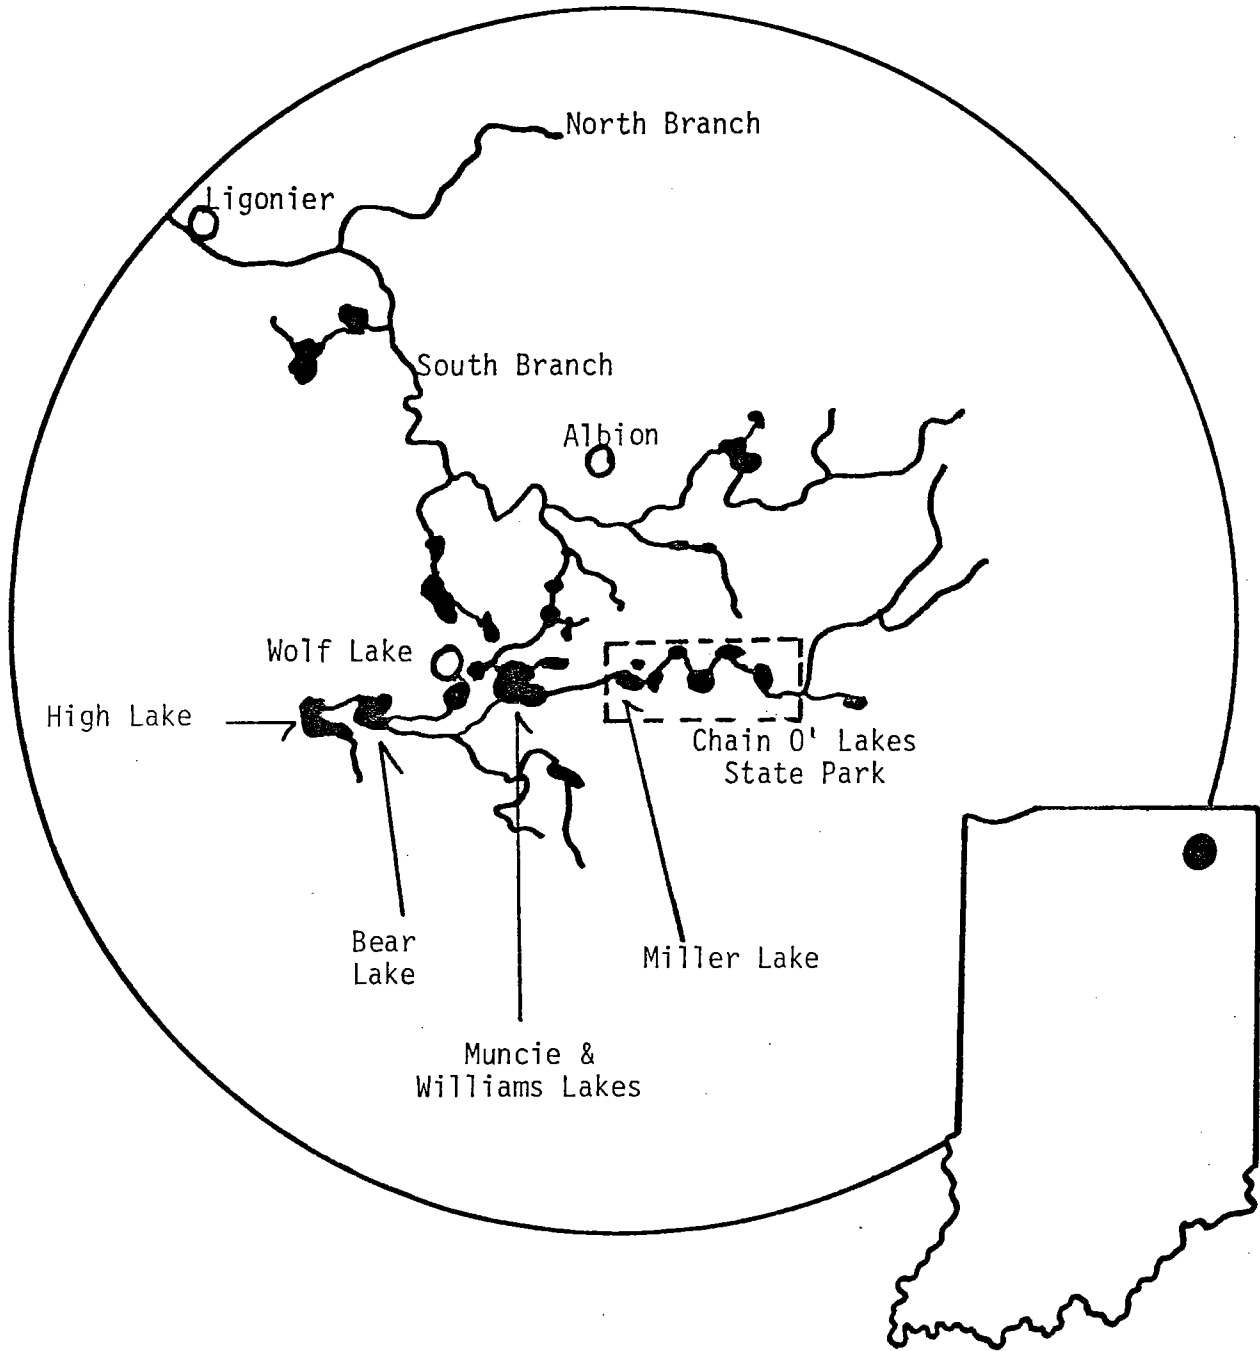 North Branch
Ligonier
South Branch
Albion
Wolf Lake
High Lake
Chain O' Lakes
State Park
Bear
Lake
Miller Lake
Muncie &
Williams Lakes